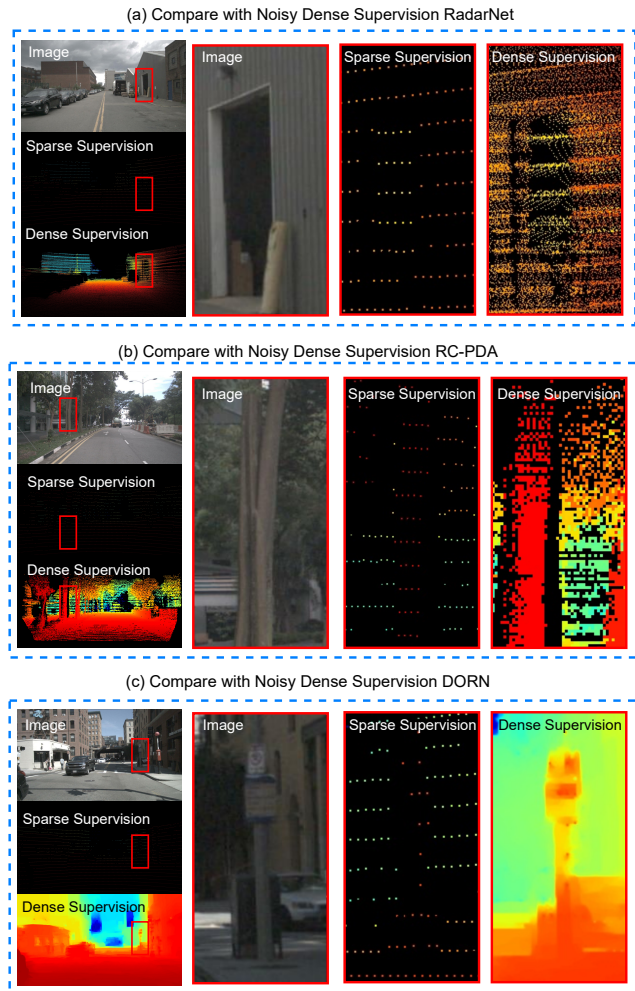 (a) Compare with Noisy Dense Supervision RadarNet
Image
Sparse Supervision
Dense Supervision
Image
Sparse Supervision
Dense Supervision
(b) Compare with Noisy Dense Supervision RC-PDA
Image
Sparse Supervision
Dense Supervision
Image
Sparse Supervision
Dense Supervision
(c) Compare with Noisy Dense Supervision DORN
Image
Sparse Supervision
Dense Supervision
Image
Sparse Supervision
Dense Supervision